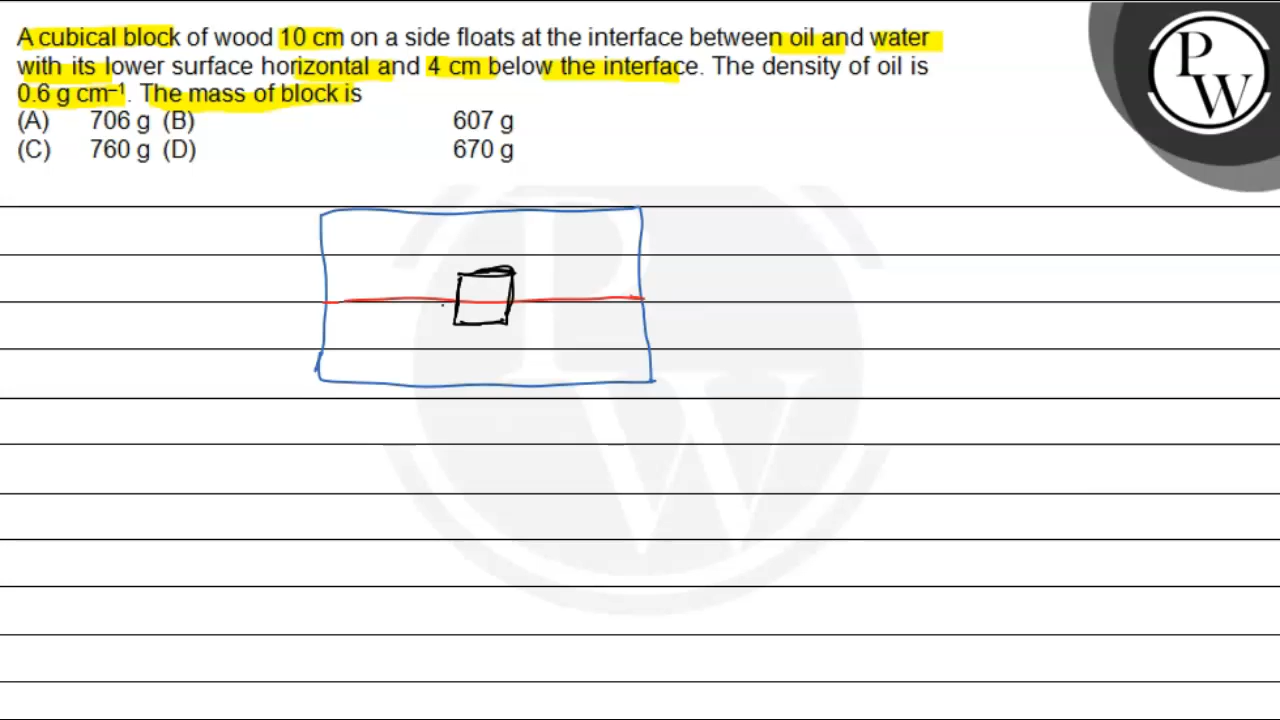 A cubical block of wood 10 cm on a side floats at the interface between oil and water
with its lower surface horizontal and 4 cm below the interface. The density of oil is
0.6 g cm⁻¹. The mass of block is
(A) 706 g (B) 607 g
(C) 760 g (D) 670 g
P
W
P
W